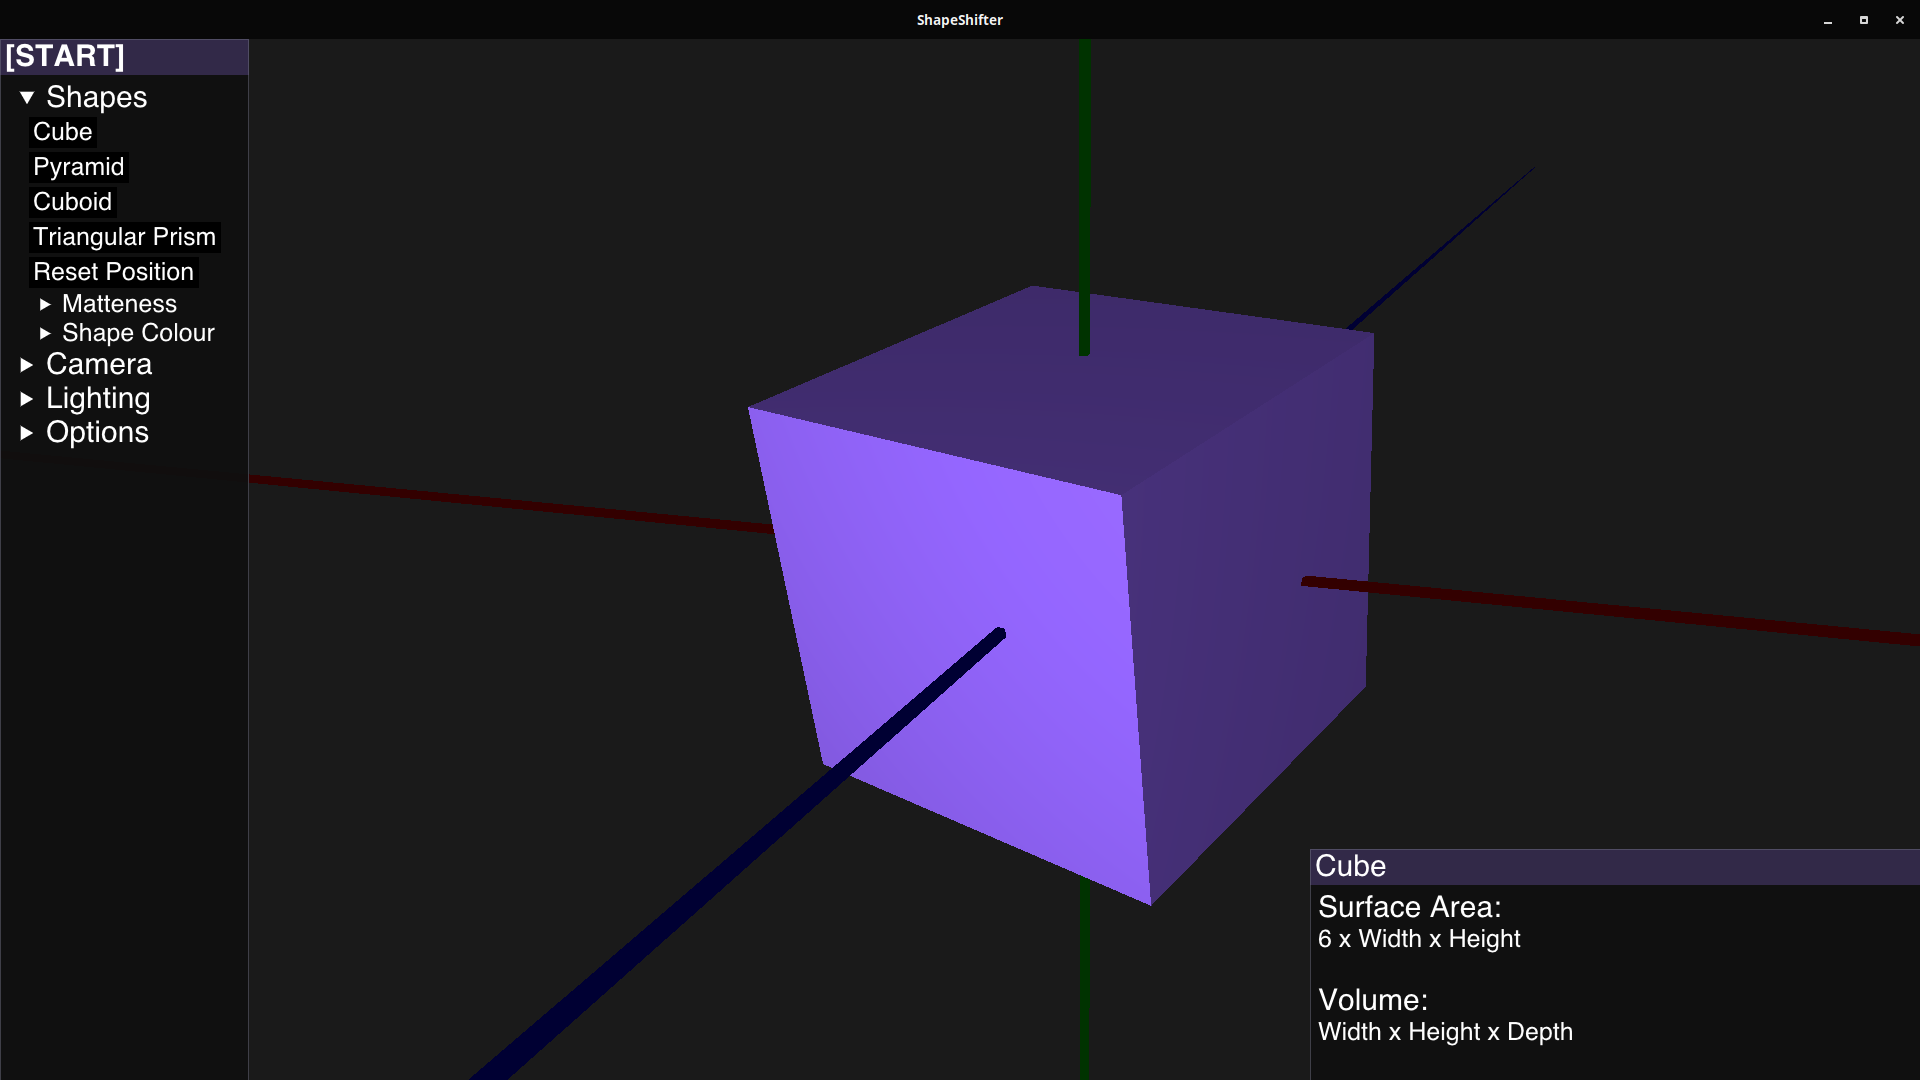 ShapeShifter
[START]
Shapes
Cube
Pyramid
Cuboid
Triangular Prism
Reset Position
Matteness
Shape Colour
Camera
Lighting
Options
Cube
Surface Area:
6 x Width x Height
Volume:
Width x Height x Depth